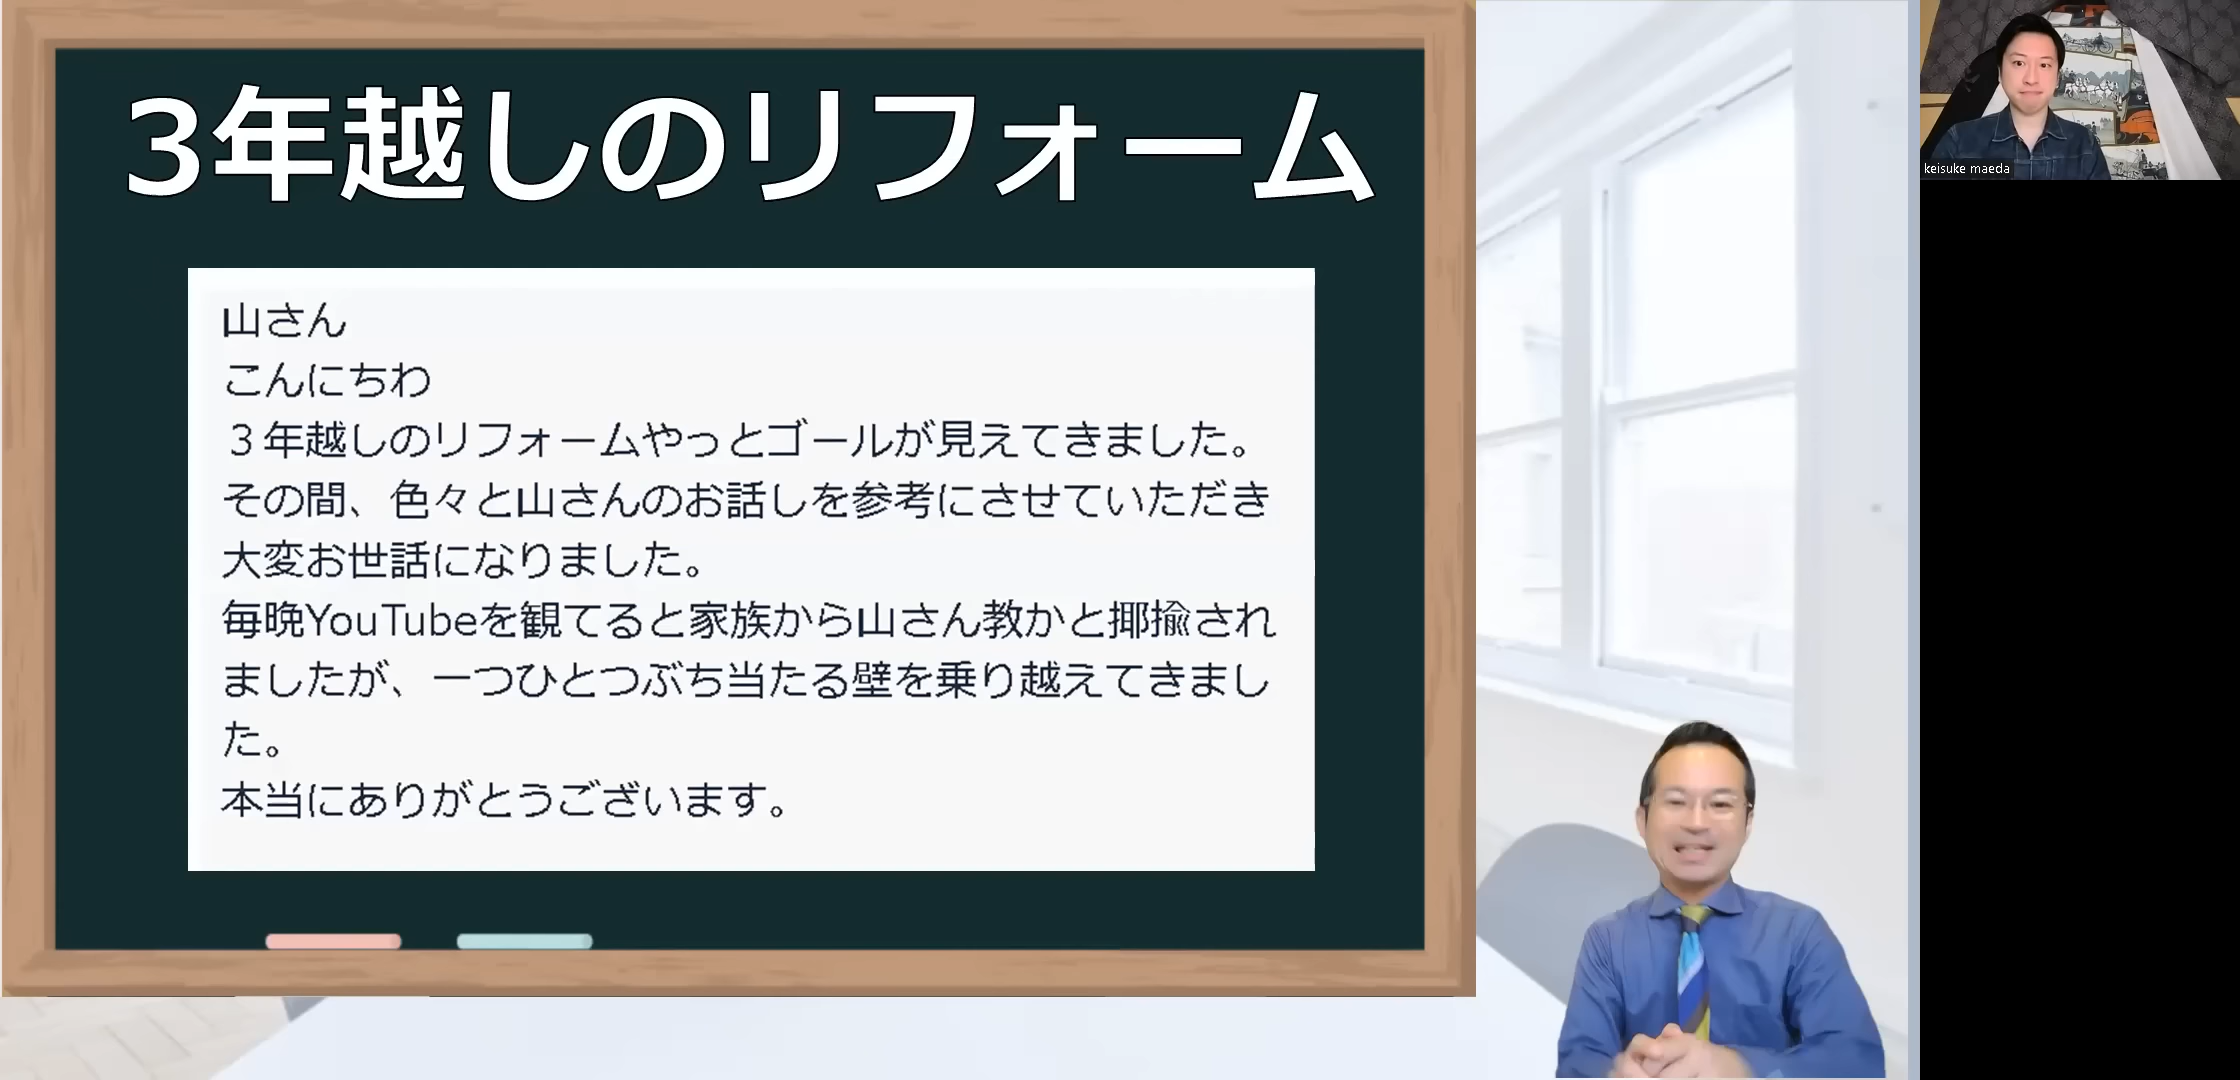 3年越しのリフォーム
山さん
こんにちわ
３年越しのリフォームやっとゴールが見えてきました。
その間、色々と山さんのお話しを参考にさせていただき
大変お世話になりました。
毎晩YouTubeを観てると家族から山さん教かと揶揄され
ましたが、一つひとつぶち当たる壁を乗り越えてきまし
た。
本当にありがとうございます。
keisuke maeda